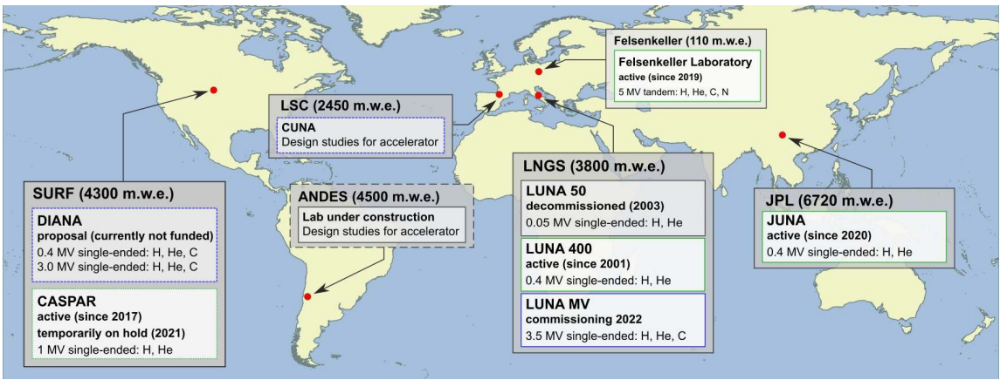 Felsenkeller (110 m.w.e.)
Felsenkeller Laboratory
active (since 2019)
5 MV tandem: H, He, C, N
LSC (2450 m.w.e.)
CUNA
Design studies for accelerator
SURF (4300 m.w.e.)
DIANA
proposal (currently not funded)
0.4 MV single-ended: H, He, C
3.0 MV single-ended: H, He, C
CASPAR
active (since 2017)
temporarily on hold (2021)
1 MV single-ended: H, He
ANDES (4500 m.w.e.)
Lab under construction
Design studies for accelerator
LNGS (3800 m.w.e.)
LUNA 50
decommissioned (2003)
0.05 MV single-ended: H, He
LUNA 400
active (since 2001)
0.4 MV single-ended: H, He
LUNA MV
commissioning 2022
3.5 MV single-ended: H, He, C
JPL (6720 m.w.e.)
JUNA
active (since 2020)
0.4 MV single-ended: H, He